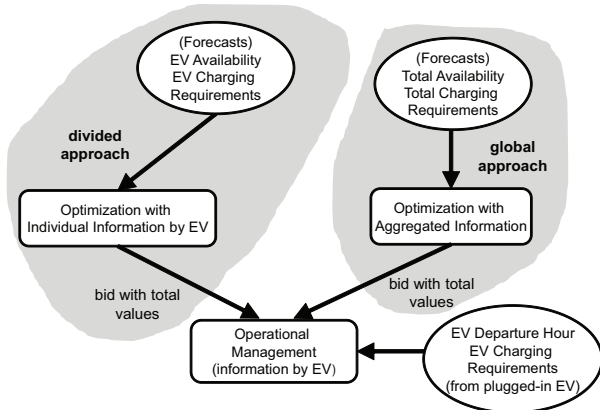 (Forecasts)
EV Availability
EV Charging
Requirements
(Forecasts)
Total Availability
Total Charging
Requirements
divided
approach
global
approach
Optimization with
Individual Information by EV
Optimization with
Aggregated Information
bid with total
values
bid with total
values
Operational
Management
(information by EV)
EV Departure Hour
EV Charging
Requirements
(from plugged-in EV)